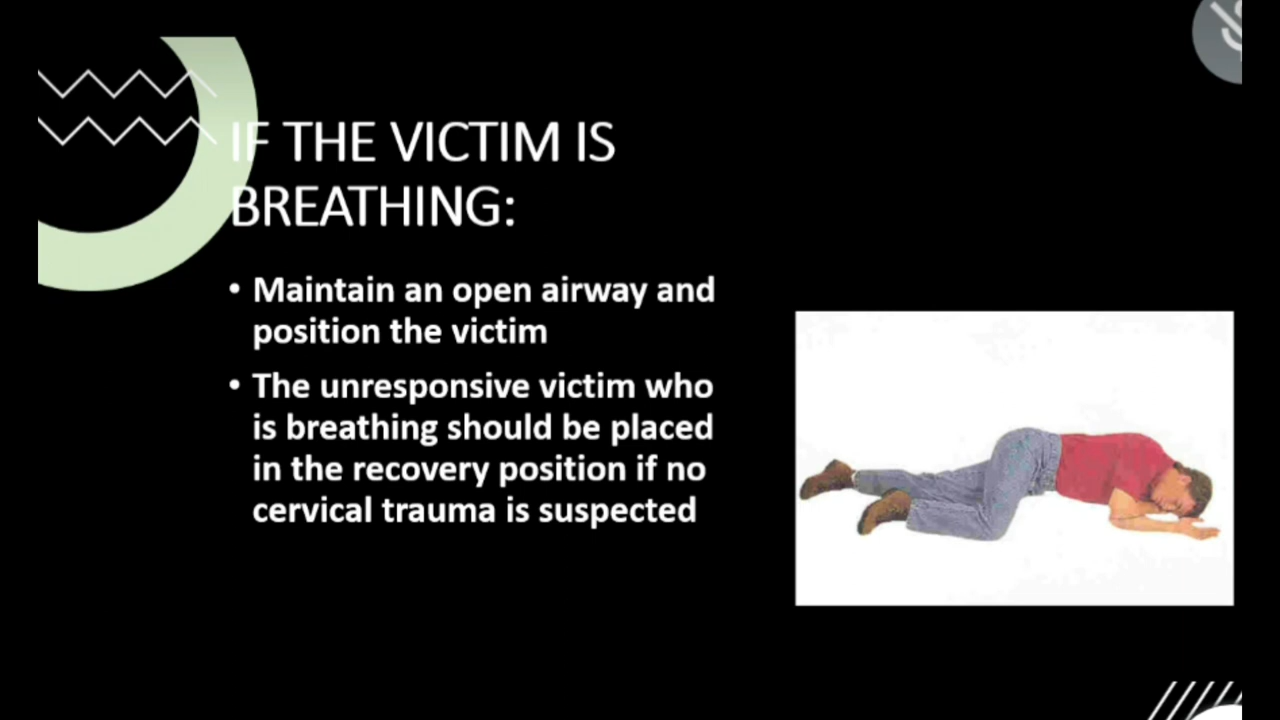 IF THE VICTIM IS
BREATHING:
• Maintain an open airway and
position the victim
• The unresponsive victim who
is breathing should be placed
in the recovery position if no
cervical trauma is suspected